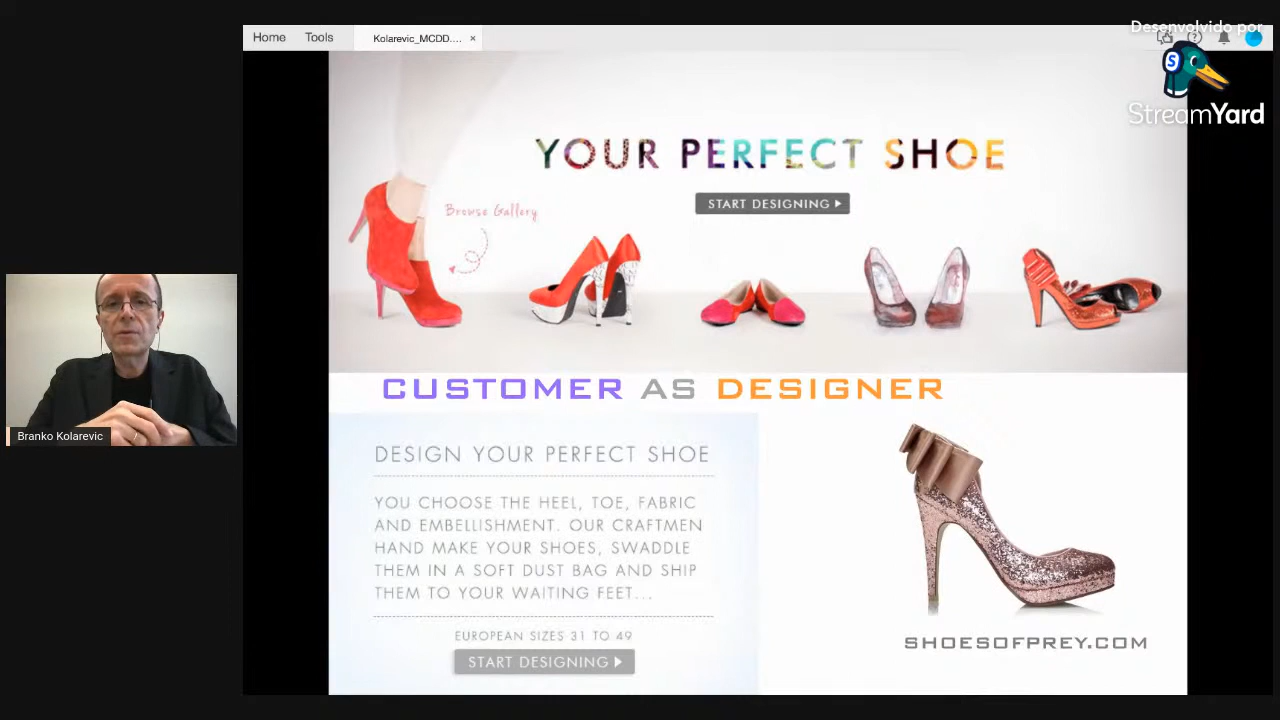 Desenvolvido por
StreamYard
Home Tools Kolarevic_MCDD.... ×
YOUR PERFECT SHOE
START DESIGNING
Browse Gallery
CUSTOMER AS DESIGNER
DESIGN YOUR PERFECT SHOE
YOU CHOOSE THE HEEL, TOE, FABRIC
AND EMBELLISHMENT. OUR CRAFTMEN
HAND MAKE YOUR SHOES, SWADDLE
THEM IN A SOFT DUST BAG AND SHIP
THEM TO YOUR WAITING FEET...
EUROPEAN SIZES 31 TO 49
START DESIGNING
SHOESOFPREY.COM
Branko Kolarevic